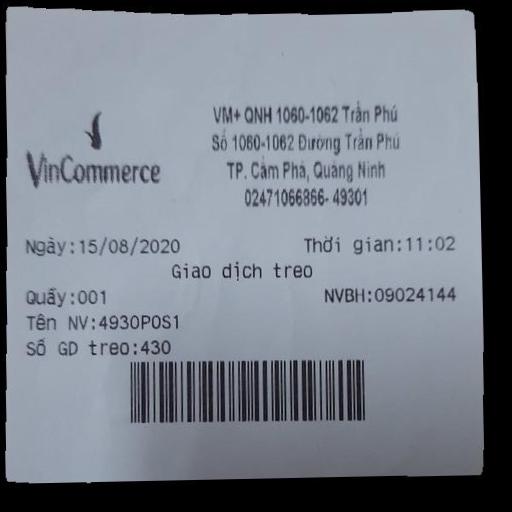 VinCommerce
VM+ QNH 1060-1062 Trần Phú
Số 1060-1062 Đường Trần Phú
TP. Cẩm Phả, Quảng Ninh
02471066866- 49301
Ngày:15/08/2020 Thời gian:11:02
Giao dịch treo
Quầy:001 NVBH:09024144
Tên NV:4930POS1
Số GD treo:430